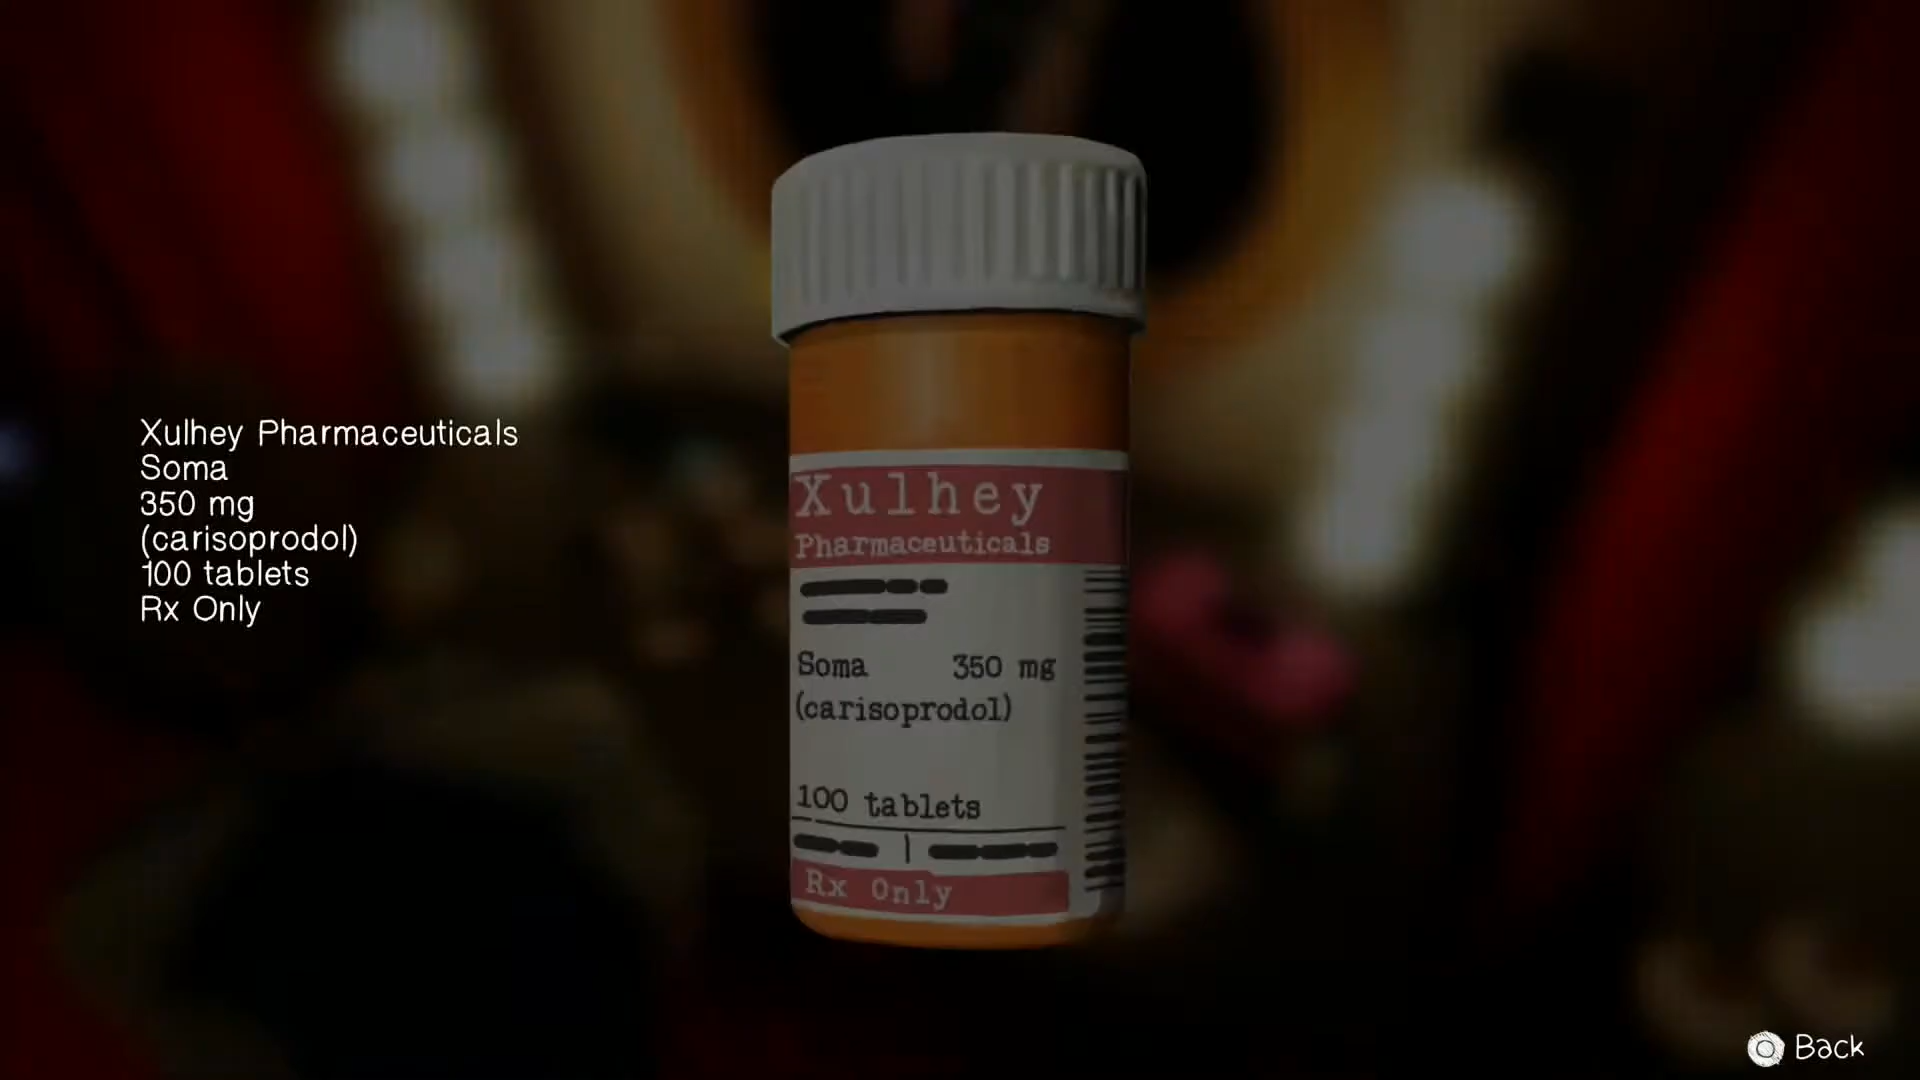 Xulhey Pharmaceuticals
Soma
350 mg
(carisoprodol)
100 tablets
Rx Only
Xulhey
Pharmaceuticals
Soma 350 mg
(carisoprodol)
100 tablets
Rx Only
Back